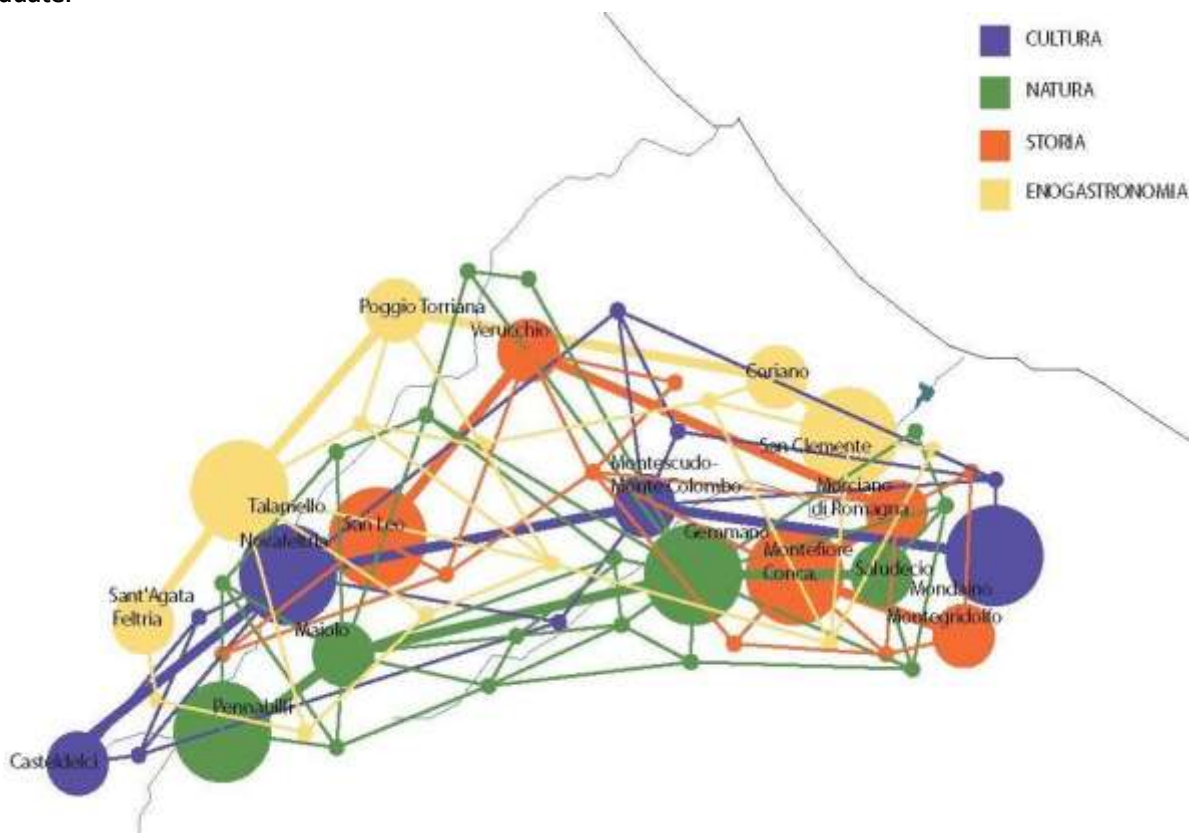 CULTURA
NATURA
STORIA
ENOGASTRONOMIA
Poggio Torriana
Verucchio
Coriano
San Clemente
Montescudo-
Monte Colombo
Morciano
di Romagna
Talamello
San Leo
Novafeltria
Gemmano
Montefiore
Conca
Saludecio
Mondaino
Sant'Agata
Feltria
Montegridolfo
Maiolo
Pennabilli
Casteldelci